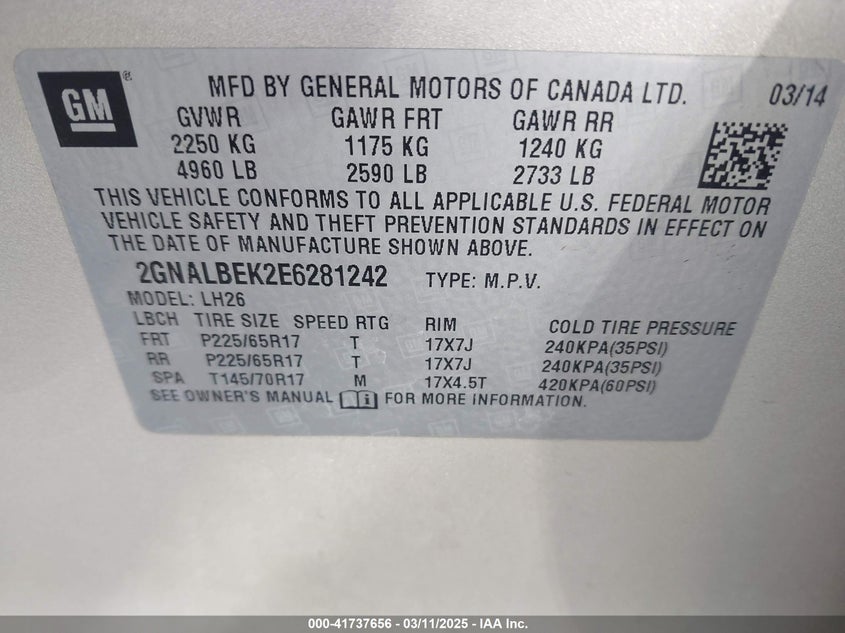 GM® MFD BY GENERAL MOTORS OF CANADA LTD. 03/14
GVWR GAWR FRT GAWR RR
2250 KG 1175 KG 1240 KG
4960 LB 2590 LB 2733 LB
THIS VEHICLE CONFORMS TO ALL APPLICABLE U.S. FEDERAL MOTOR
VEHICLE SAFETY AND THEFT PREVENTION STANDARDS IN EFFECT ON
THE DATE OF MANUFACTURE SHOWN ABOVE.
2GNALBEK2E6281242 TYPE: M.P.V.
MODEL: LH26
LBCH TIRE SIZE SPEED RTG RIM COLD TIRE PRESSURE
FRT P225/65R17 T 17X7J 240KPA(35PSI)
RR P225/65R17 T 17X7J 240KPA(35PSI)
SPA T145/70R17 M 17X4.5T 420KPA(60PSI)
SEE OWNER'S MANUAL i FOR MORE INFORMATION.
000-41737656 - 03/11/2025 - IAA Inc.